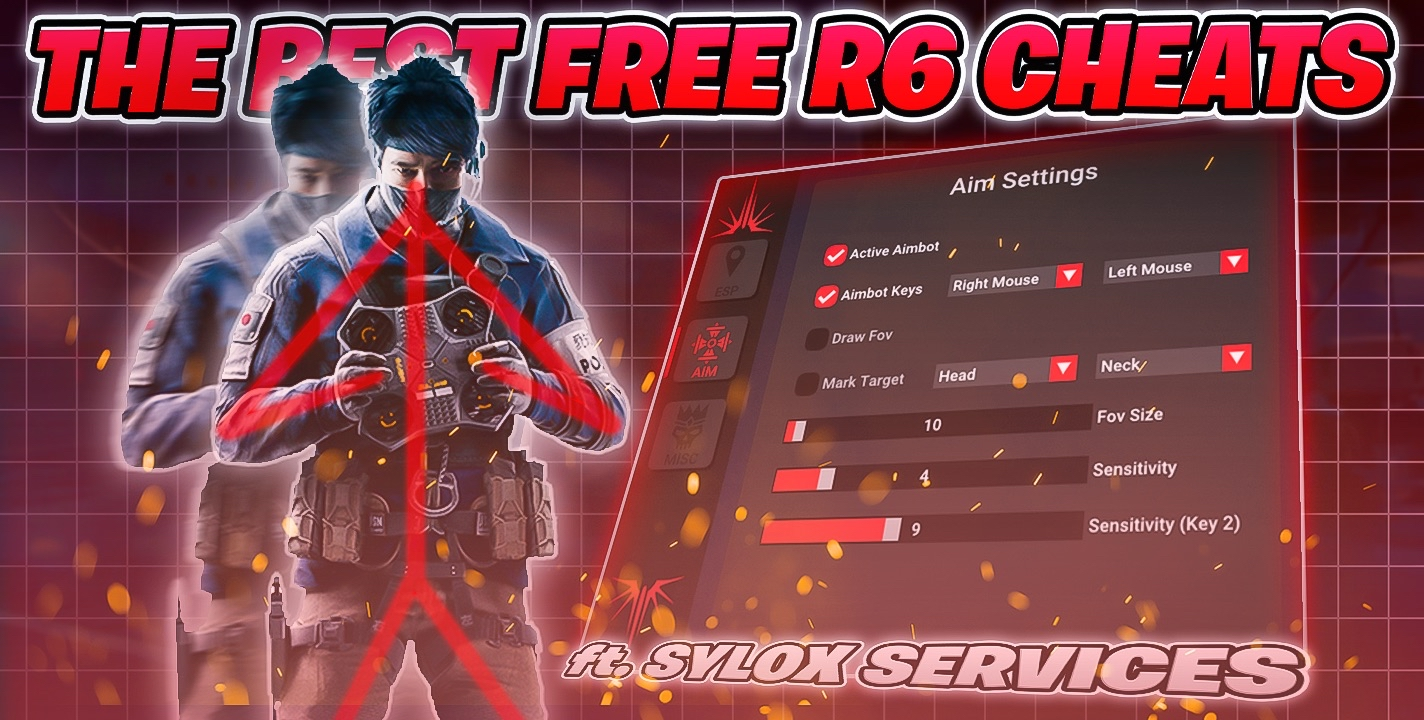 THE BEST FREE R6 CHEATS
Aim Settings
ESP
AIM
MISC
Active Aimbot
Aimbot Keys
Right Mouse
Left Mouse
Draw Fov
Mark Target
Head
Neck
10
Fov Size
4
Sensitivity
9
Sensitivity (Key 2)
ft. SYLOX SERVICES